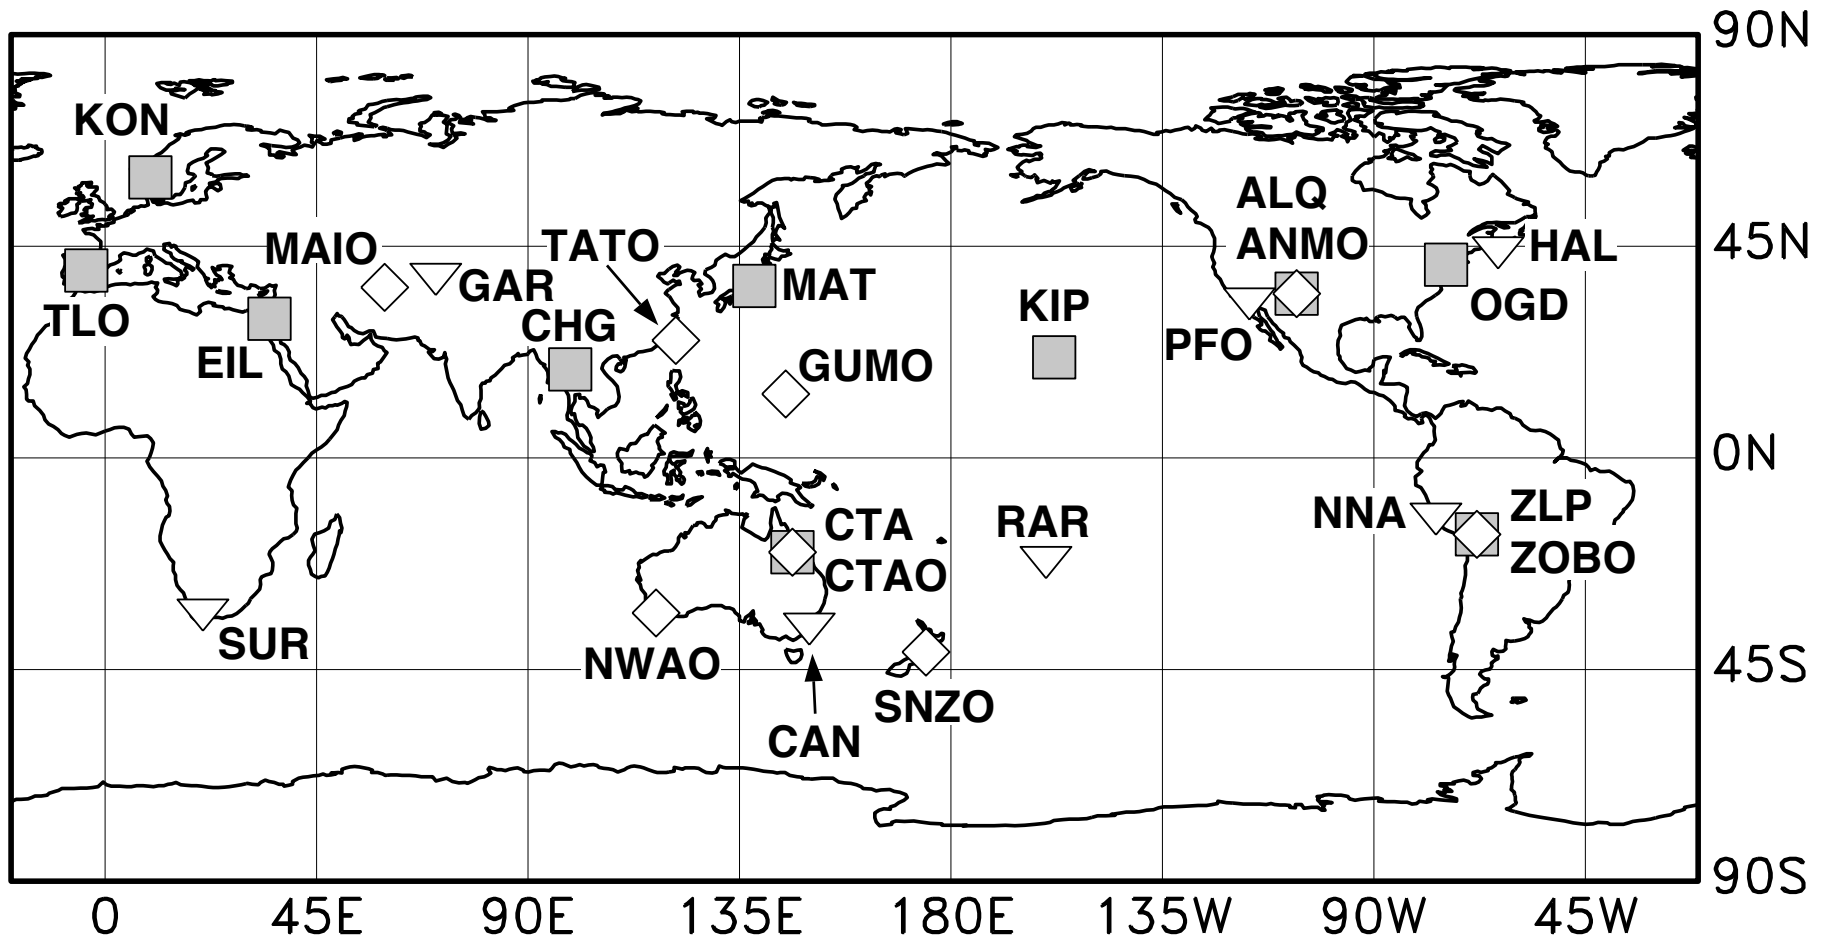 90N
KON
ALQ
MAIO
TATO
ANMO
HAL
45N
GAR
MAT
TLO
CHG
KIP
OGD
EIL
GUMO
PFO
0N
CTA
RAR
NNA
ZLP
CTAO
ZOBO
SUR
NWAO
45S
SNZO
CAN
90S
0 45E 90E 135E 180E 135W 90W 45W